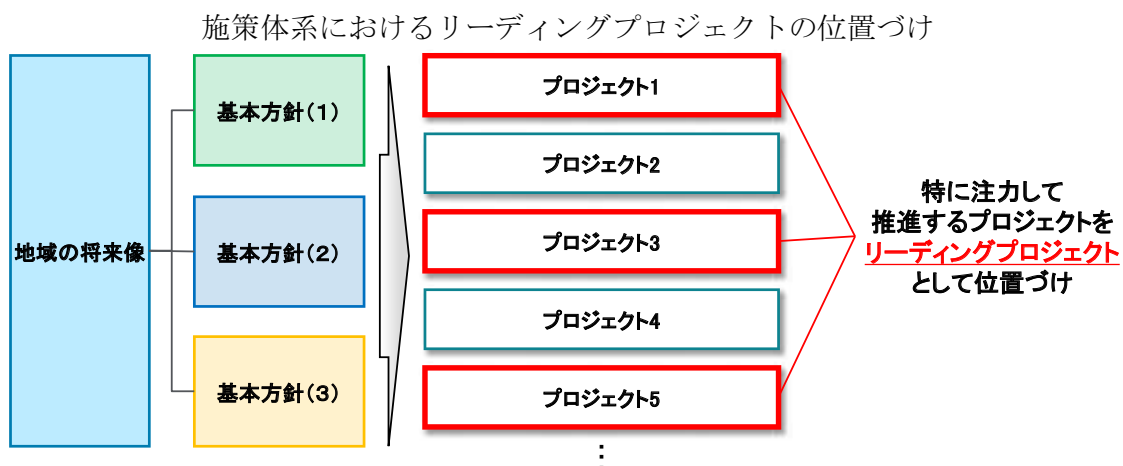 施策体系におけるリーディングプロジェクトの位置づけ
地域の将来像
基本方針（1）
基本方針（2）
基本方針（3）
プロジェクト1
プロジェクト2
プロジェクト3
プロジェクト4
プロジェクト5
⋮
特に注力して
推進するプロジェクトを
リーディングプロジェクト
として位置づけ